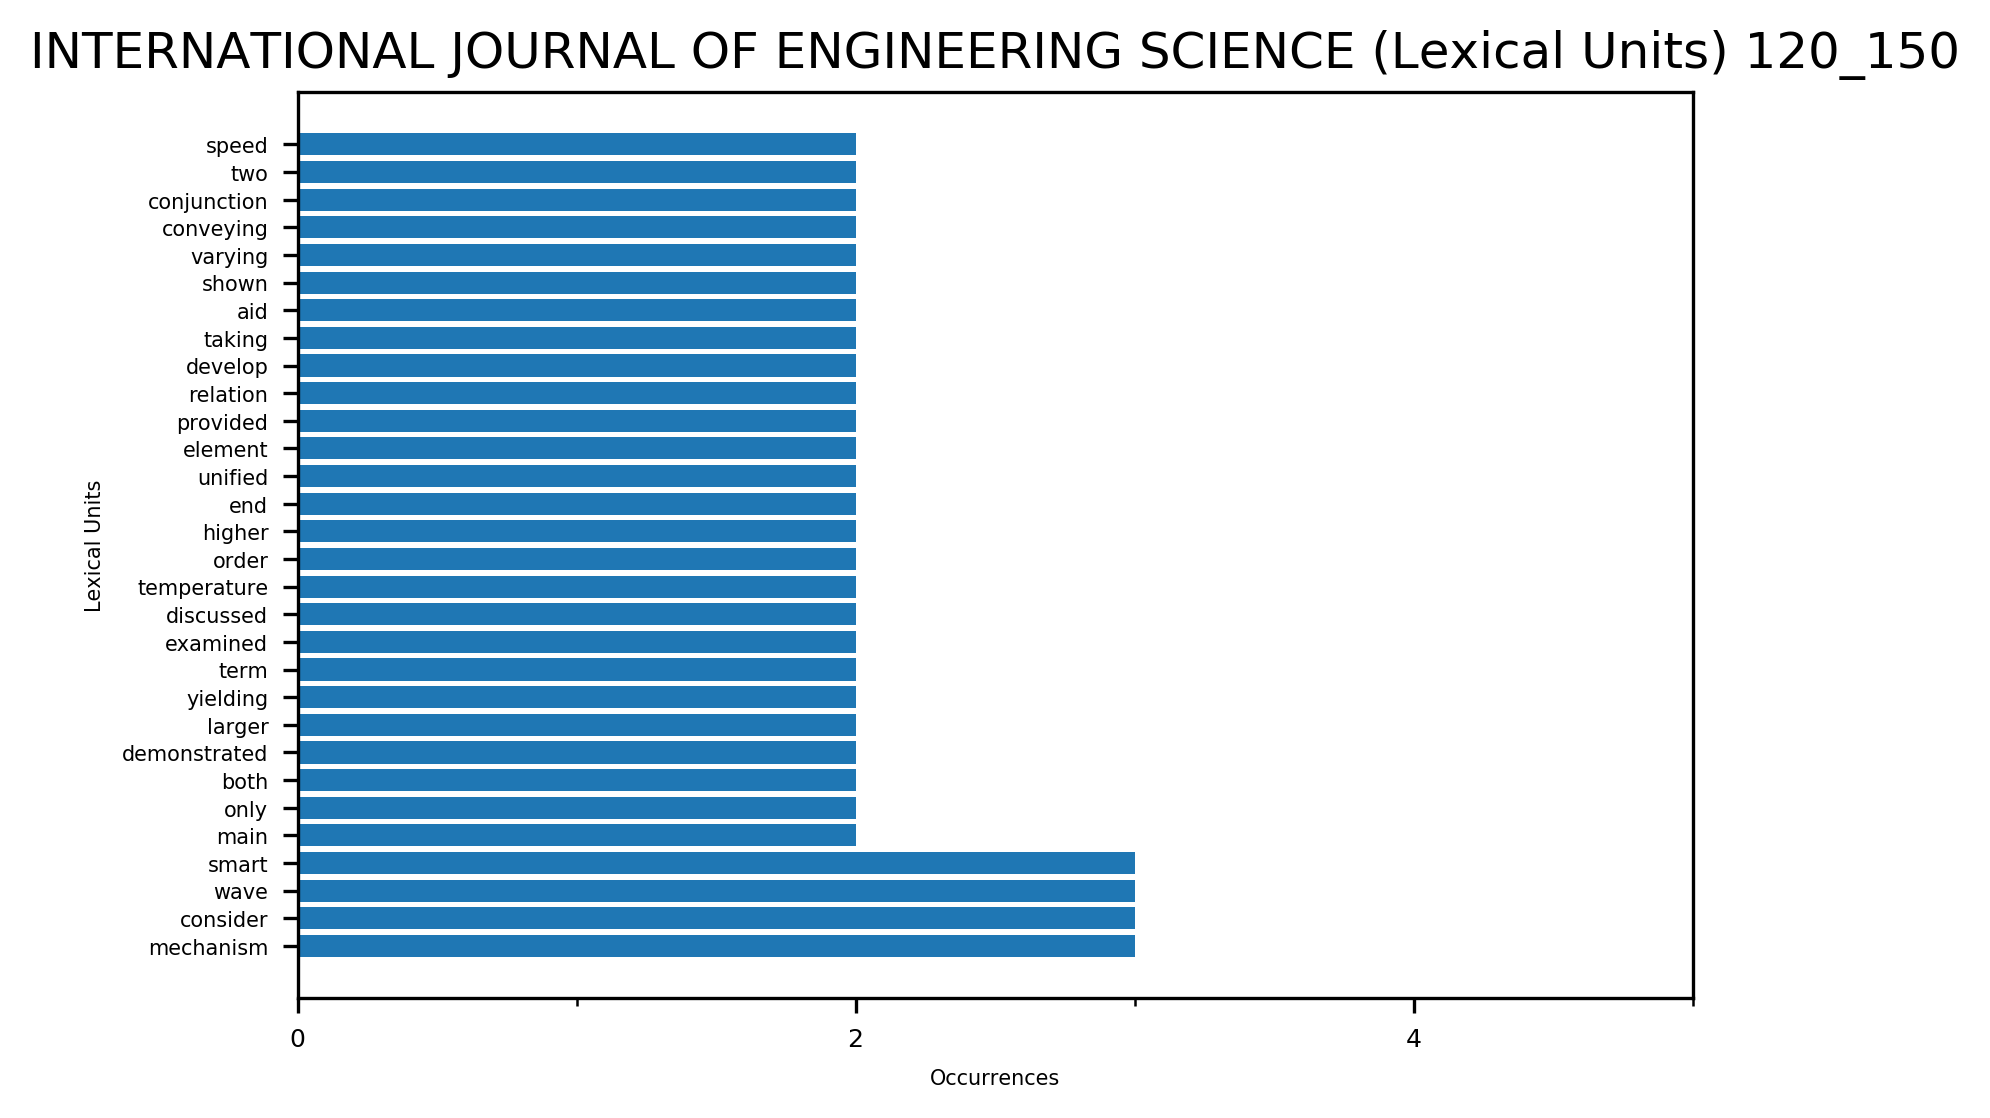 INTERNATIONAL JOURNAL OF ENGINEERING SCIENCE (Lexical Units) 120_150
speed
two
conjunction
conveying
varying
shown
aid
taking
develop
relation
provided
element
unified
end
higher
order
temperature
discussed
examined
term
yielding
larger
demonstrated
both
only
main
smart
wave
consider
mechanism
Lexical Units
0 2 4
Occurrences